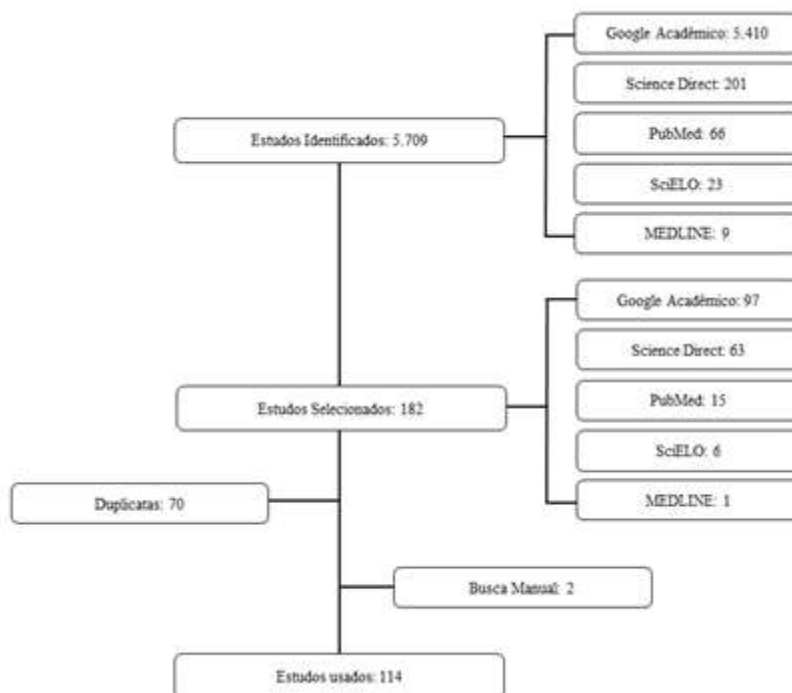 Google Acadêmico: 5.410
Science Direct: 201
PubMed: 66
SciELO: 23
MEDLINE: 9
Estudos Identificados: 5.709
Google Acadêmico: 97
Science Direct: 63
PubMed: 15
SciELO: 6
MEDLINE: 1
Estudos Selecionados: 182
Duplicatas: 70
Busca Manual: 2
Estudos usados: 114